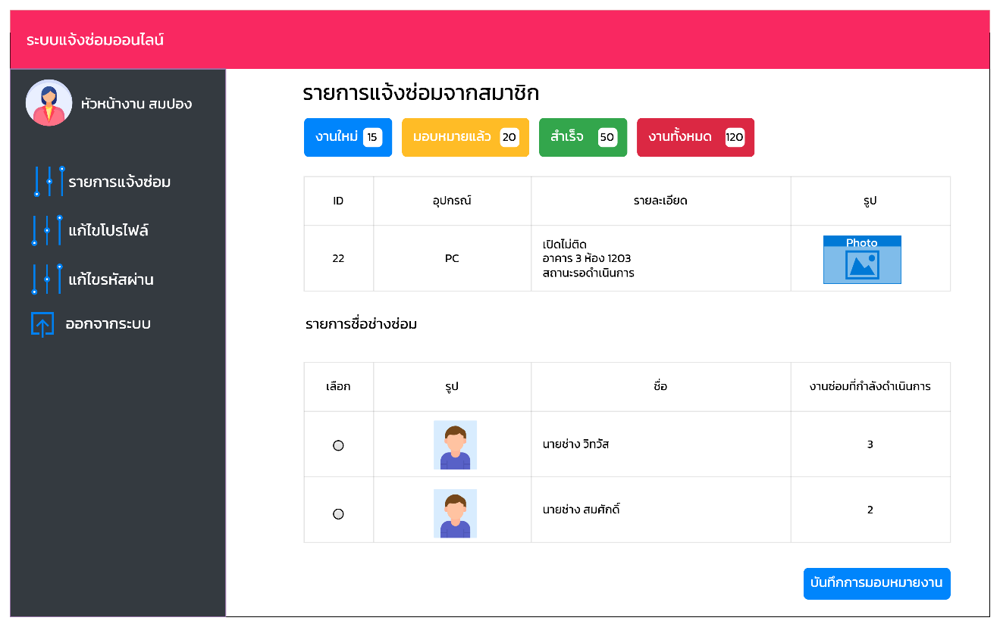 ระบบแจ้งซ่อมออนไลน์
หัวหน้างาน สมปอง
รายการแจ้งซ่อม
แก้ไขโปรไฟล์
แก้ไขรหัสผ่าน
ออกจากระบบ
รายการแจ้งซ่อมจากสมาชิก
งานใหม่ 15 มอบหมายแล้ว 20 สำเร็จ 50 งานทั้งหมด 120
ID อุปกรณ์ รายละเอียด รูป
22 PC
เปิดไม่ติด
อาคาร 3 ห้อง 1203
สถานะรอดำเนินการ
Photo
รายการชื่อช่างซ่อม
เลือก รูป ชื่อ งานซ่อมที่กำลังดำเนินการ
นายช่าง วิทวัส 3
นายช่าง สมศักดิ์ 2
บันทึกการมอบหมายงาน